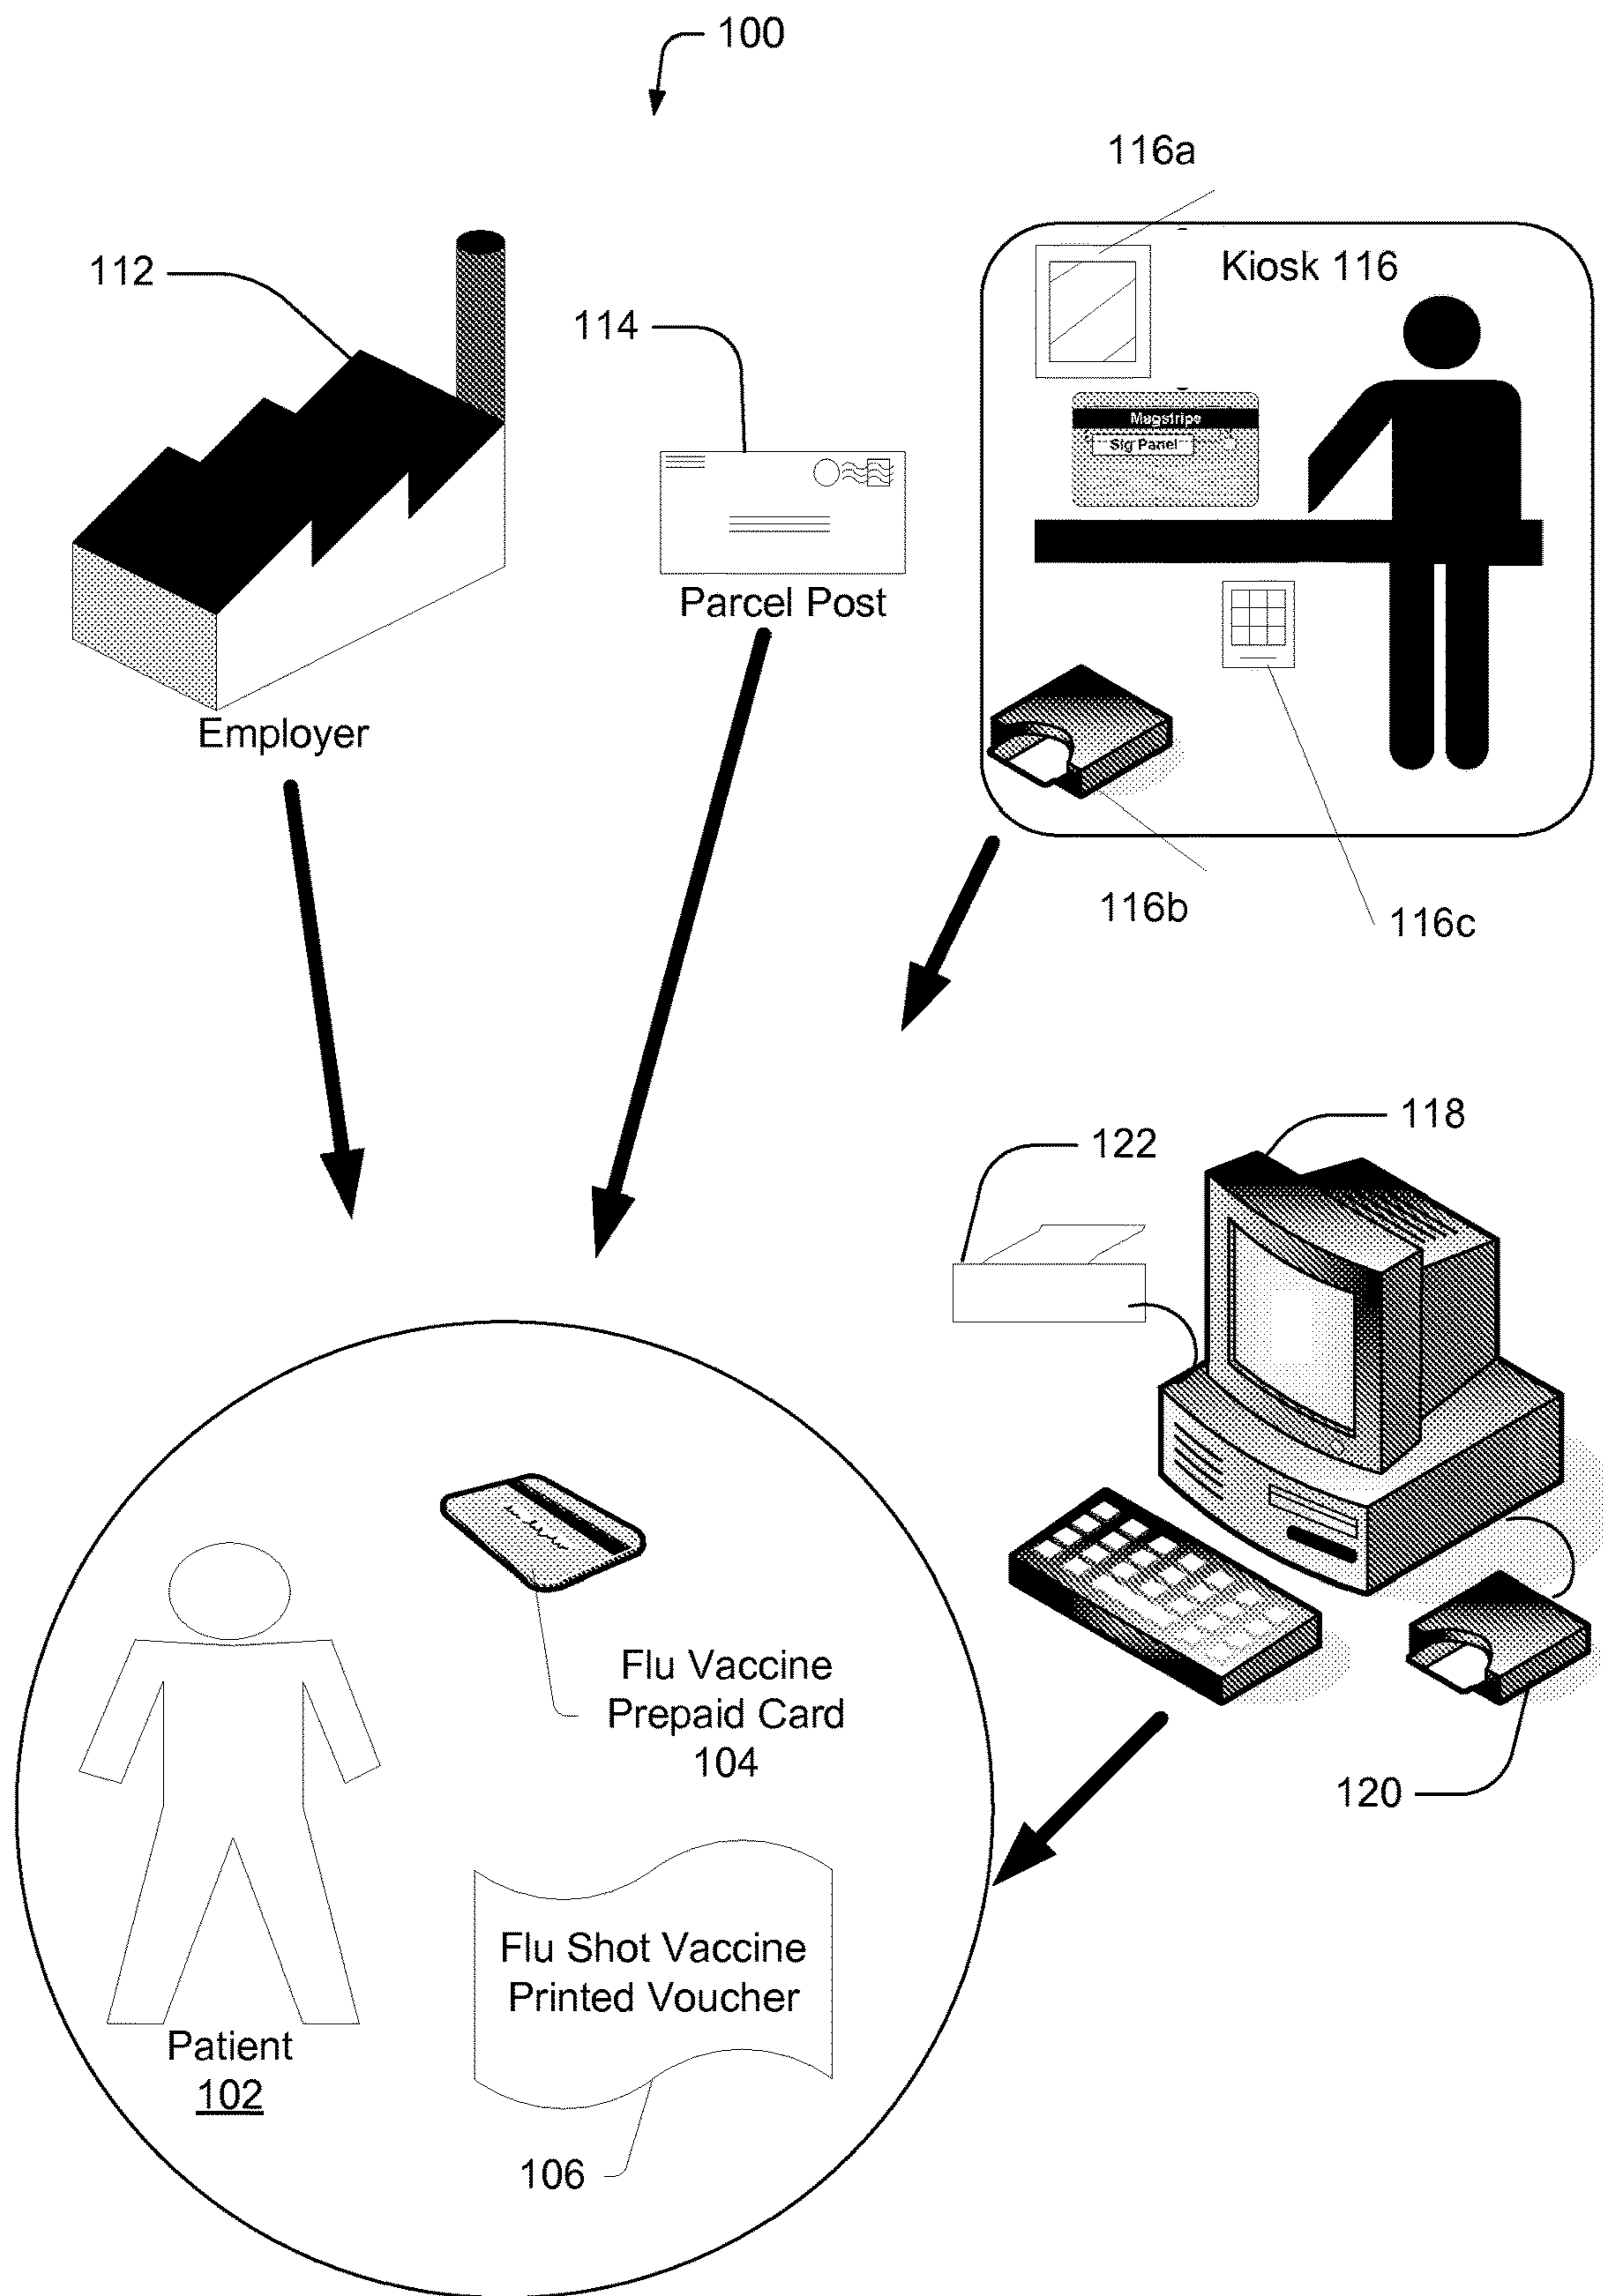 100
116a
112
Kiosk 116
114
Magstripe
Sig Panel
Parcel Post
Employer
116b
116c
118
122
Flu Vaccine
Prepaid Card
104
120
Flu Shot Vaccine
Printed Voucher
Patient
102
106